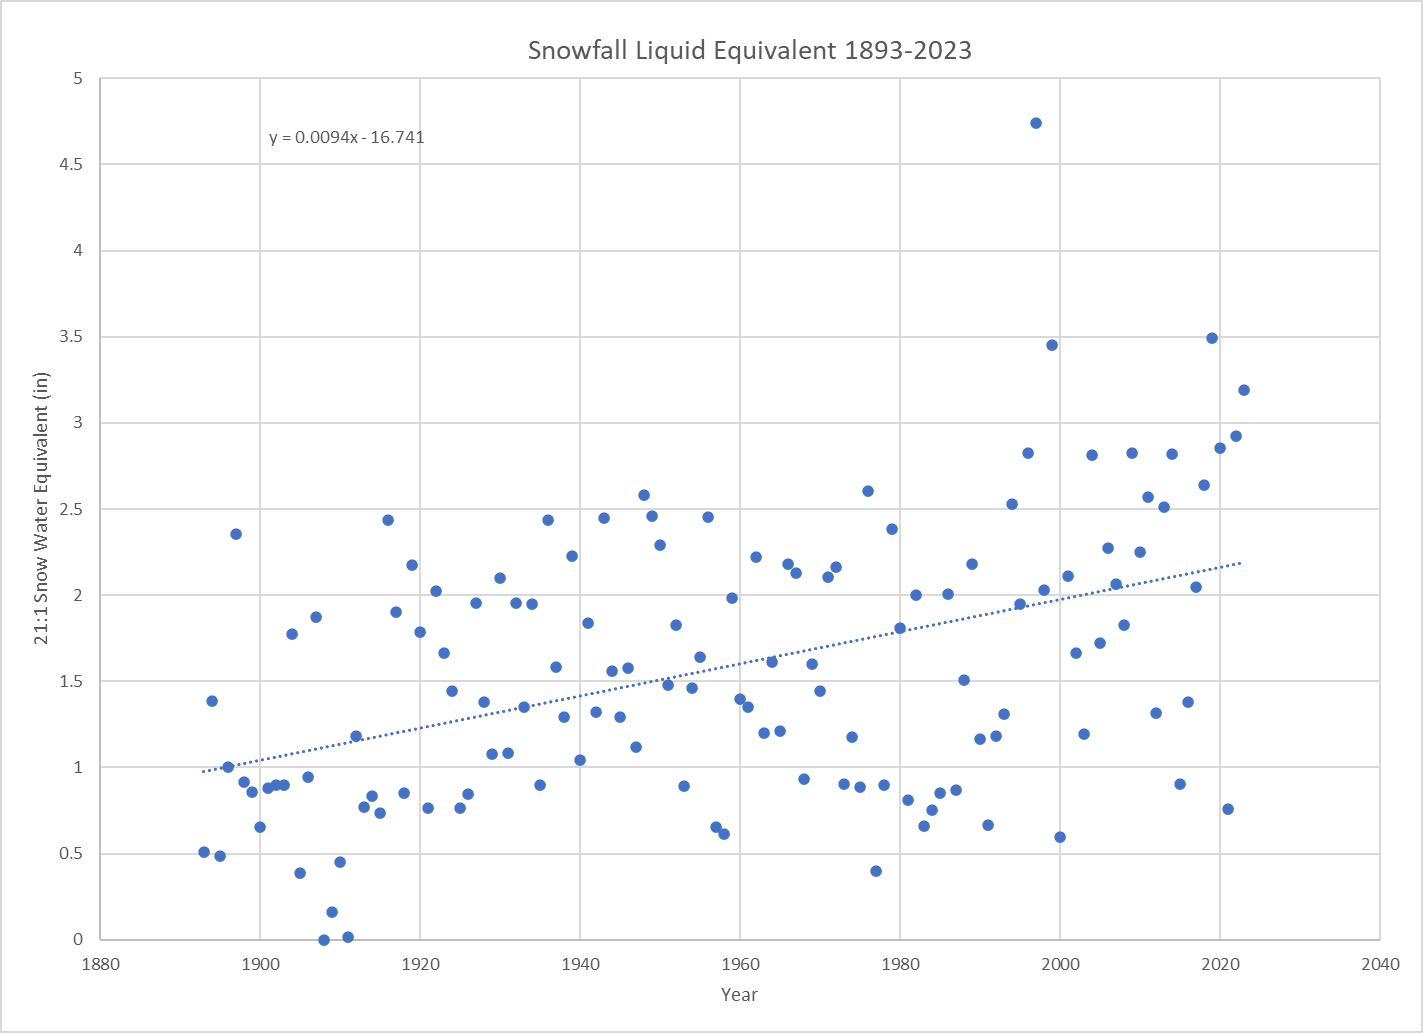 Snowfall Liquid Equivalent 1893-2023
5
y = 0.0094x - 16.741
4.5
4
3.5
3
2.5
2
1.5
1
0.5
0
21:1 Snow Water Equivalent (in)
1880 1900 1920 1940 1960 1980 2000 2020 2040
Year